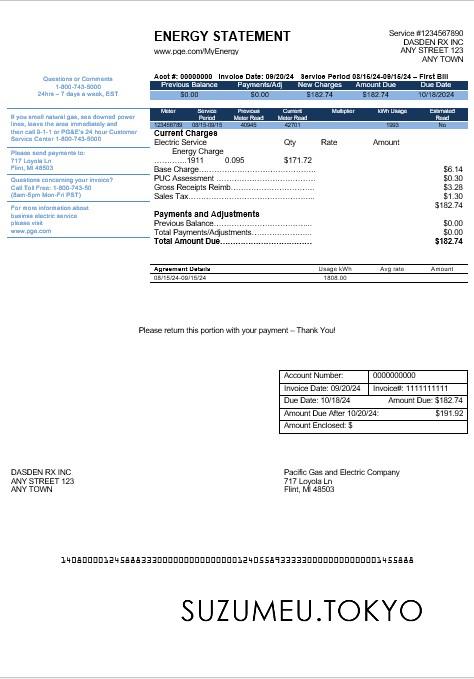 ENERGY STATEMENT
www.pge.com/MyEnergy
Service #1234567890
DASDEN RX INC
ANY STREET 123
ANY TOWN
Questions or Comments
1-800-743-5000
24hrs – 7 days a week, EST
If you smell natural gas, see downed power
lines, leave the area immediately and
then call 9-1-1 or PG&E's 24 hour Customer
Service Center 1-800-743-5000
Please send payments to:
717 Loyola Ln
Flint, MI 48503
Questions concerning your invoice?
Call Toll Free: 1-800-743-50
(8am-5pm Mon-Fri PST)
For more information about
busines electric service
please visit
www.pge.com
Acot #: 00000000 Invoice Date: 09/20/24 Service Period 08/15/24-09/15/24 – First Bill
Previous Balance Payments/Adj New Charges Amount Due Due Date
$0.00 $0.00 $182.74 $182.74 10/18/2024
Meter Service Period Previous Meter Read Current Meter Read Multiplier kWh Usage Estimated Read
123456789 08/15-09/15 40945 42701 1993 No
Current Charges
Electric Service Qty Rate Amount
Energy Charge
............1911 0.095 $171.72
Base Charge.......................................... $6.14
PUC Assessment ..................................... $0.30
Gross Receipts Reimb............................... $3.28
Sales Tax............................................... $1.30
$182.74
Payments and Adjustments
Previous Balance..................................... $0.00
Total Payments/Adjustments...................... $0.00
Total Amount Due................................... $182.74
Agreement Details Usage kWh Avg rate Amount
08/15/24-09/15/24 1808.00
Please return this portion with your payment – Thank You!
Account Number: 0000000000
Invoice Date: 09/20/24 Invoice#: 1111111111
Due Date: 10/18/24 Amount Due: $182.74
Amount Due After 10/20/24: $191.92
Amount Enclosed: $
DASDEN RX INC
ANY STREET 123
ANY TOWN
Pacific Gas and Electric Company
717 Loyola Ln
Flint, MI 48503
SUZUMEU.TOKYO